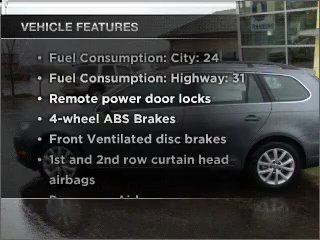 VEHICLE FEATURES
• Fuel Consumption: City: 24
• Fuel Consumption: Highway: 31
• Remote power door locks
• 4-wheel ABS Brakes
• Front Ventilated disc brakes
• 1st and 2nd row curtain head
airbags